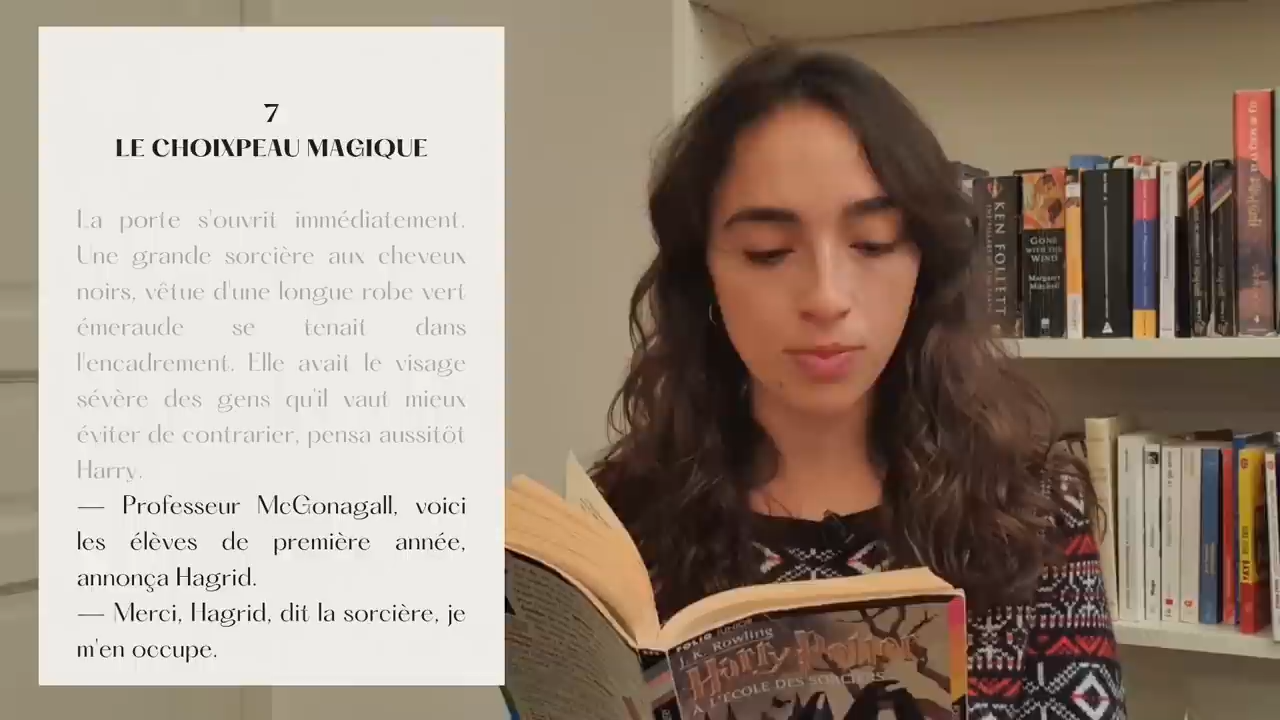 7
LE CHOIXPEAU MAGIQUE
La porte s'ouvrit immédiatement.
Une grande sorcière aux cheveux
noirs, vêtue d'une longue robe vert
émeraude se tenait dans
l'encadrement. Elle avait le visage
sévère des gens qu'il vaut mieux
éviter de contrarier, pensa aussitôt
Harry.
— Professeur McGonagall, voici
les élèves de première année,
annonça Hagrid.
— Merci, Hagrid, dit la sorcière, je
m'en occupe.
KEN FOLLETT
GONE
WITH THE
WIND
Margaret
Mitchell
FOLIO JUNIOR
J. K. Rowling
Harry Potter
À L'ÉCOLE DES SORCIERS